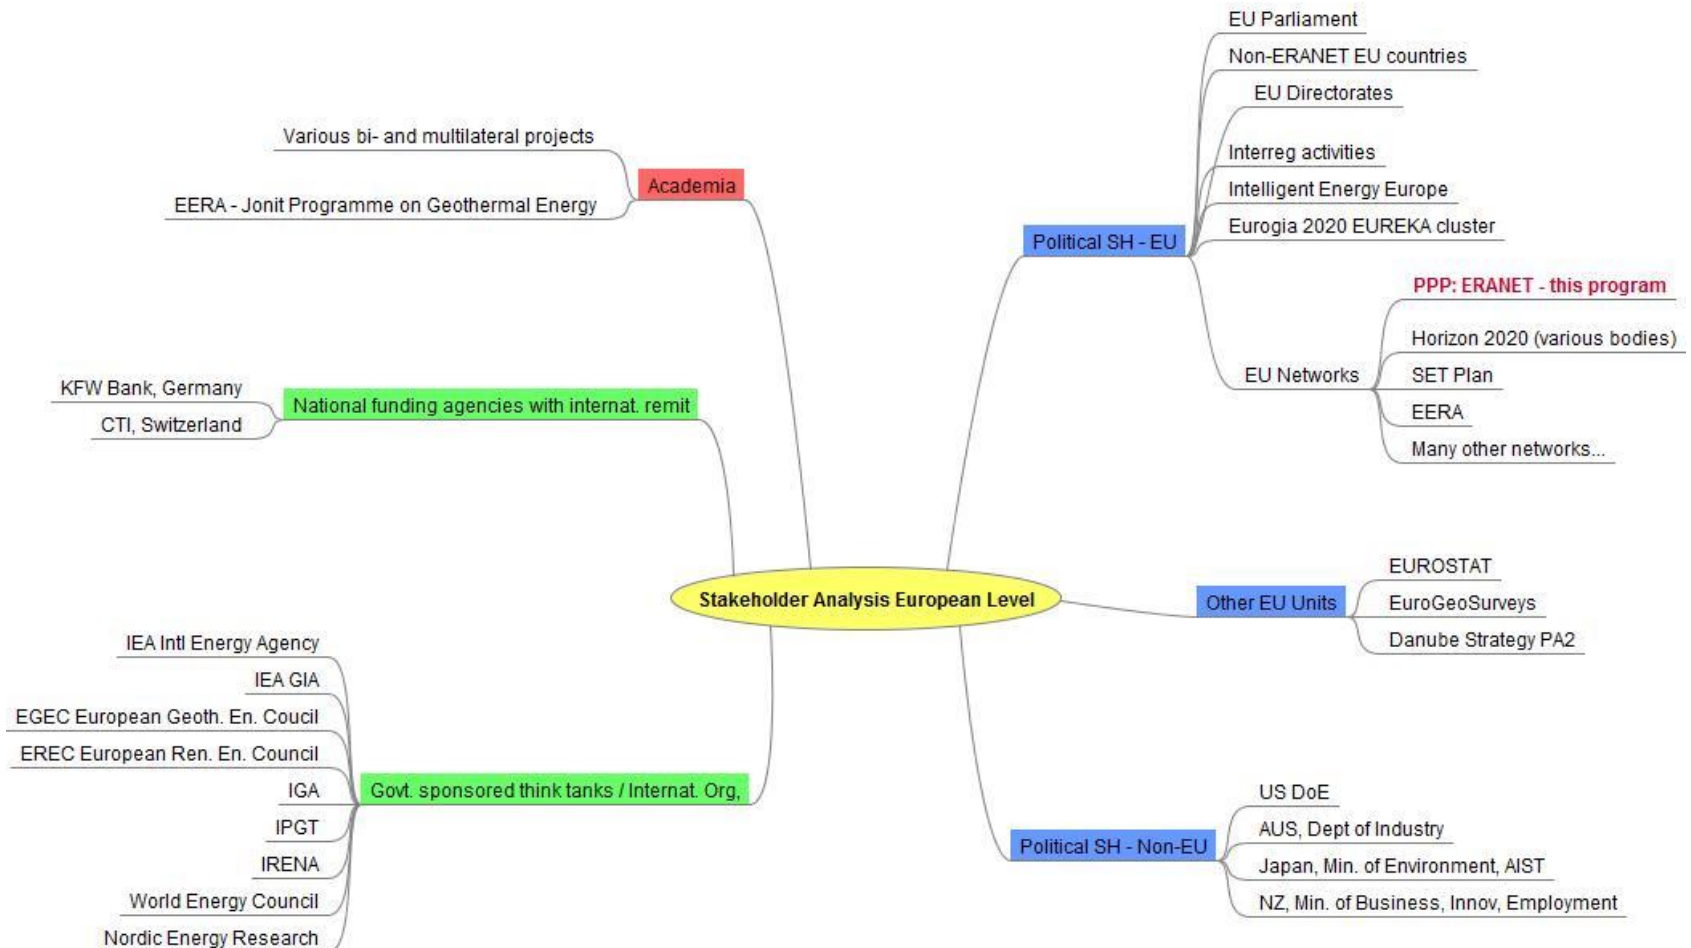 Stakeholder Analysis European Level
Academia
Various bi- and multilateral projects
EERA - Jonit Programme on Geothermal Energy
National funding agencies with internat. remit
KFW Bank, Germany
CTI, Switzerland
Govt. sponsored think tanks / Internat. Org,
IEA Intl Energy Agency
IEA GIA
EGEC European Geoth. En. Coucil
EREC European Ren. En. Council
IGA
IPGT
IRENA
World Energy Council
Nordic Energy Research
Political SH - EU
EU Parliament
Non-ERANET EU countries
EU Directorates
Interreg activities
Intelligent Energy Europe
Eurogia 2020 EUREKA cluster
EU Networks
PPP: ERANET - this program
Horizon 2020 (various bodies)
SET Plan
EERA
Many other networks...
Other EU Units
EUROSTAT
EuroGeoSurveys
Danube Strategy PA2
Political SH - Non-EU
US DoE
AUS, Dept of Industry
Japan, Min. of Environment, AIST
NZ, Min. of Business, Innov, Employment